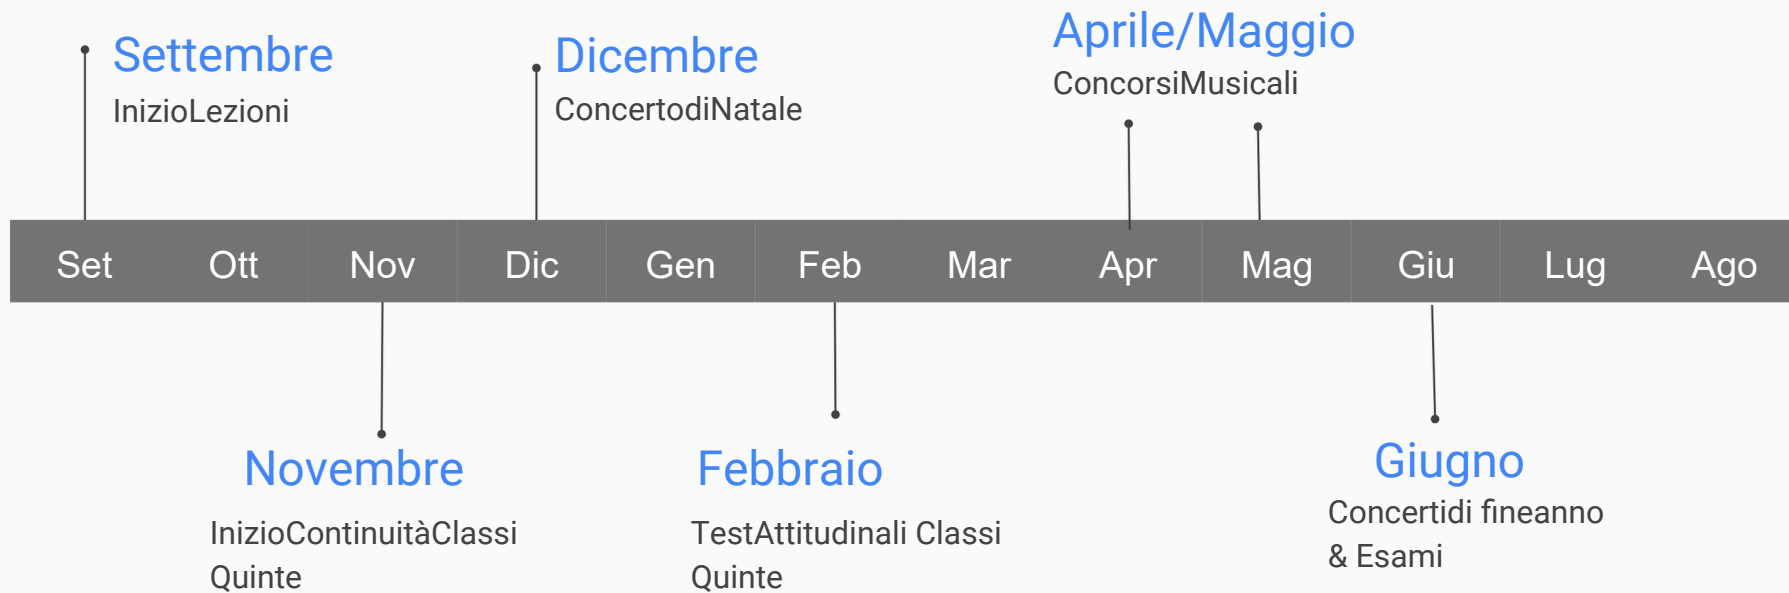 Settembre
InizioLezioni
Dicembre
ConcertodiNatale
Aprile/Maggio
ConcorsiMusicali
Set Ott Nov Dic Gen Feb Mar Apr Mag Giu Lug Ago
Novembre
InizioContinuitàClassi
Quinte
Febbraio
TestAttitudinali Classi
Quinte
Giugno
Concertidi fineanno
& Esami